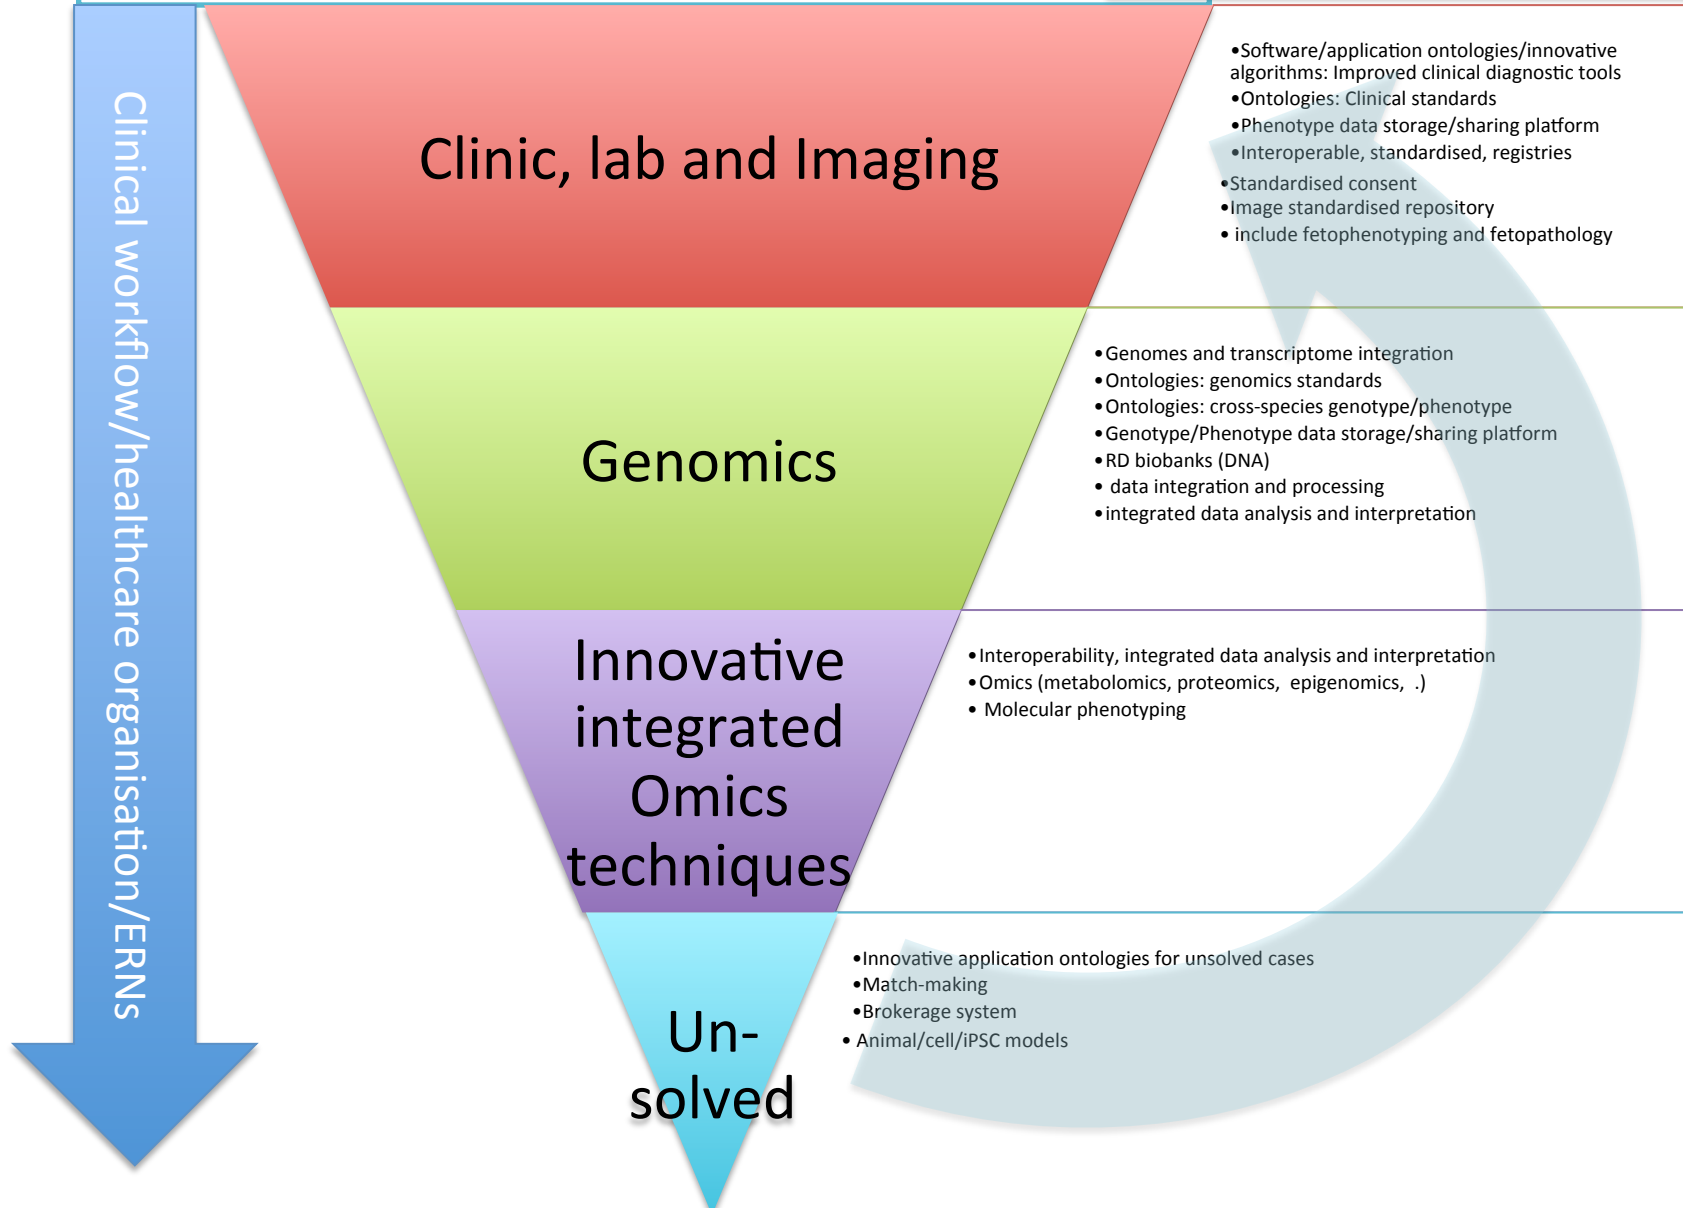 Clinical workflow/healthcare organisation/ERNs
Clinic, lab and Imaging
•Software/application ontologies/innovative
algorithms: Improved clinical diagnostic tools
•Ontologies: Clinical standards
•Phenotype data storage/sharing platform
•Interoperable, standardised, registries
•Standardised consent
•Image standardised repository
• include fetophenotyping and fetopathology
Genomics
•Genomes and transcriptome integration
•Ontologies: genomics standards
•Ontologies: cross-species genotype/phenotype
•Genotype/Phenotype data storage/sharing platform
•RD biobanks (DNA)
• data integration and processing
•integrated data analysis and interpretation
Innovative
integrated
Omics
techniques
•Interoperability, integrated data analysis and interpretation
•Omics (metabolomics, proteomics, epigenomics, .)
• Molecular phenotyping
Un-
solved
•Innovative application ontologies for unsolved cases
•Match-making
•Brokerage system
• Animal/cell/iPSC models